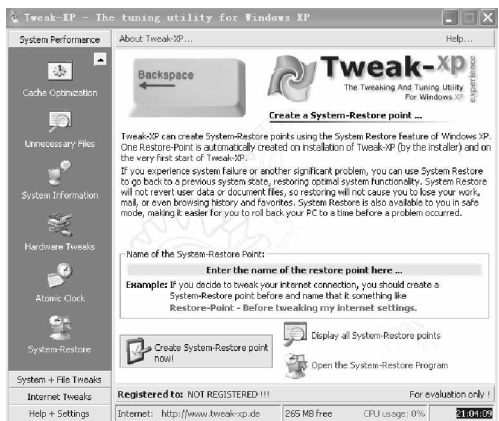 Tweak-XP - The tuning utility for Windows XP
System Performance
About Tweak-XP...
Help...
Cache Optimization
Unnecessary Files
System Information
Hardware Tweaks
Atomic Clock
System-Restore
System + File Tweaks
Internet Tweaks
Help + Settings
Backspace
Tweak-XP
experience
The Tweaking And Tuning Utility
For Windows XP
Create a System-Restore point ...
Tweak-XP can create System-Restore points using the System Restore feature of Windows XP.
One Restore-Point is automatically created on installation of Tweak-XP (by the installer) and on
the very first start of Tweak-XP.
If you experience system failure or another significant problem, you can use System Restore
to go back to a previous system state, restoring optimal system functionality. System Restore
will not revert user data or document files, so restoring will not cause you to lose your work,
mail, or even browsing history and favorites. System Restore is also available to you in safe
mode, making it easier for you to roll back your PC to a time before a problem occurred.
Name of the System-Restore Point:
Enter the name of the restore point here ...
Example: If you decide to tweak your internet connection, you should create a
System-Restore point before and name that it something like
Restore-Point - Before tweaking my internet settings.
Create System-Restore point
now!
Display all System-Restore points
Open the System-Restore Program
Registered to: NOT REGISTERED !!!
For evaluation only !
Internet: http://www.tweak-xp.de
265 MB free
CPU usage: 0%
21:04:09